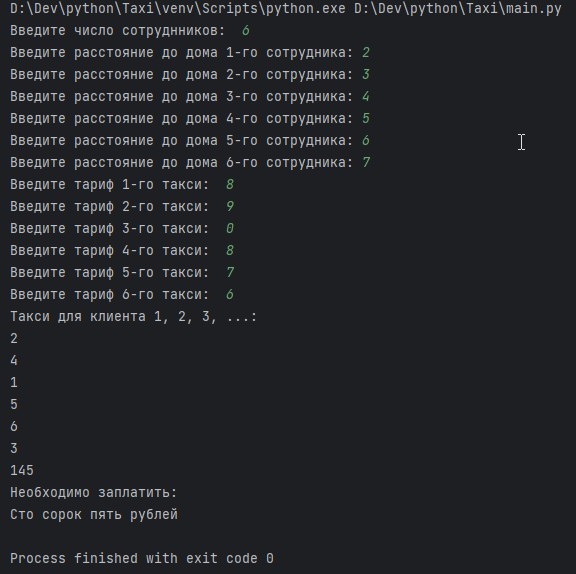 D:\Dev\python\Taxi\venv\Scripts\python.exe D:\Dev\python\Taxi\main.py
Введите число сотруднников:  6
Введите расстояние до дома 1-го сотрудника: 2
Введите расстояние до дома 2-го сотрудника: 3
Введите расстояние до дома 3-го сотрудника: 4
Введите расстояние до дома 4-го сотрудника: 5
Введите расстояние до дома 5-го сотрудника: 6
Введите расстояние до дома 6-го сотрудника: 7
Введите тариф 1-го такси:  8
Введите тариф 2-го такси:  9
Введите тариф 3-го такси:  0
Введите тариф 4-го такси:  8
Введите тариф 5-го такси:  7
Введите тариф 6-го такси:  6
Такси для клиента 1, 2, 3, ...:
2
4
1
5
6
3
145
Необходимо заплатить:
Сто сорок пять рублей
Process finished with exit code 0